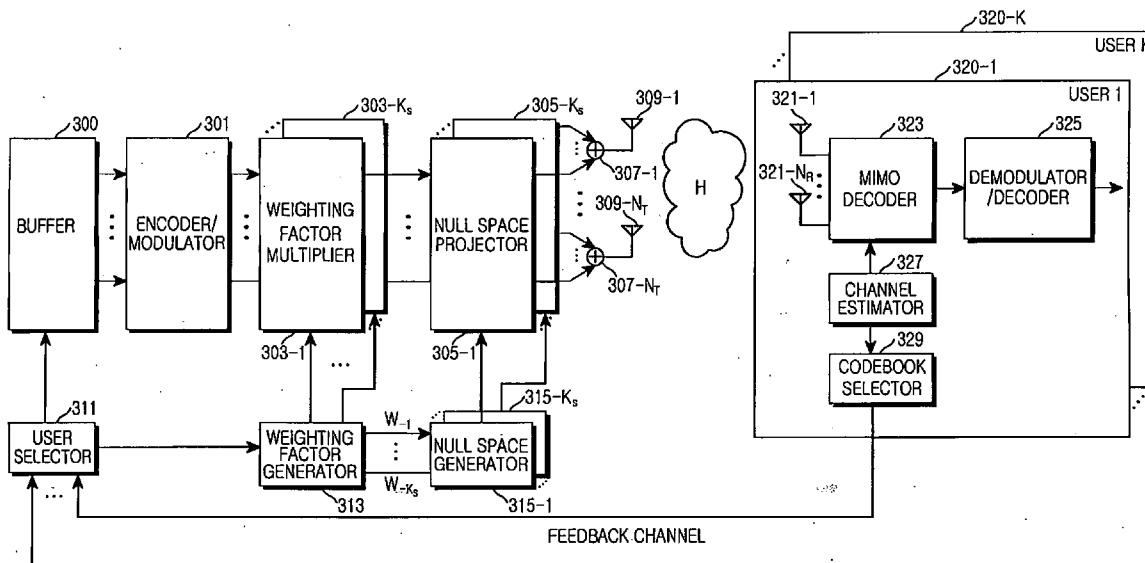 320-K
USER K
320-1
USER 1
300
301
303-Ks
305-Ks
309-1
321-1
323
325
BUFFER
ENCODER/
MODULATOR
WEIGHTING
FACTOR
MULTIPLIER
NULL SPACE
PROJECTOR
307-1
309-NT
307-NT
H
321-NR
MIMO
DECODER
DEMODULATOR
/DECODER
303-1
305-1
327
CHANNEL
ESTIMATOR
329
CODEBOOK
SELECTOR
311
USER
SELECTOR
WEIGHTING
FACTOR
GENERATOR
313
W-1
W-Ks
315-Ks
NULL SPACE
GENERATOR
315-1
FEEDBACK CHANNEL